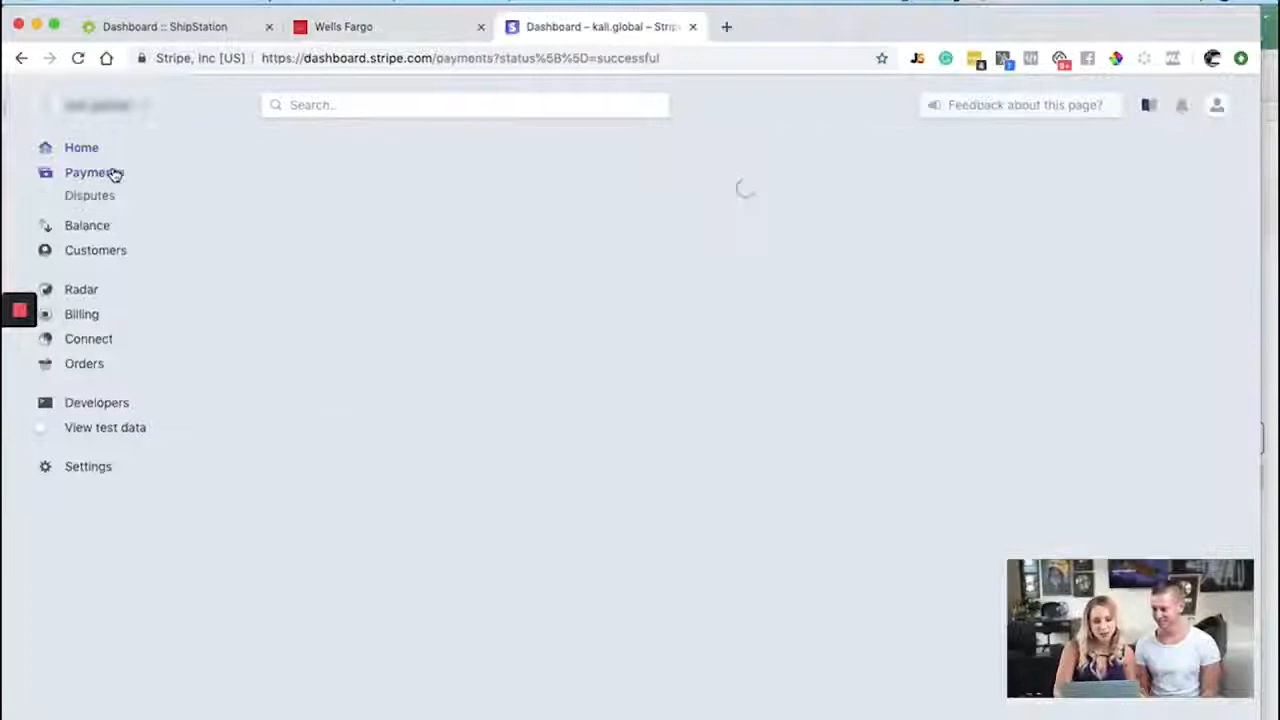 Dashboard :: ShipStation
Wells Fargo
Dashboard – kali.global – Strip
Stripe, Inc [US]
https://dashboard.stripe.com/payments?status%5B%5D=successful
Search...
Feedback about this page?
Home
Payments
Disputes
Balance
Customers
Radar
Billing
Connect
Orders
Developers
View test data
Settings